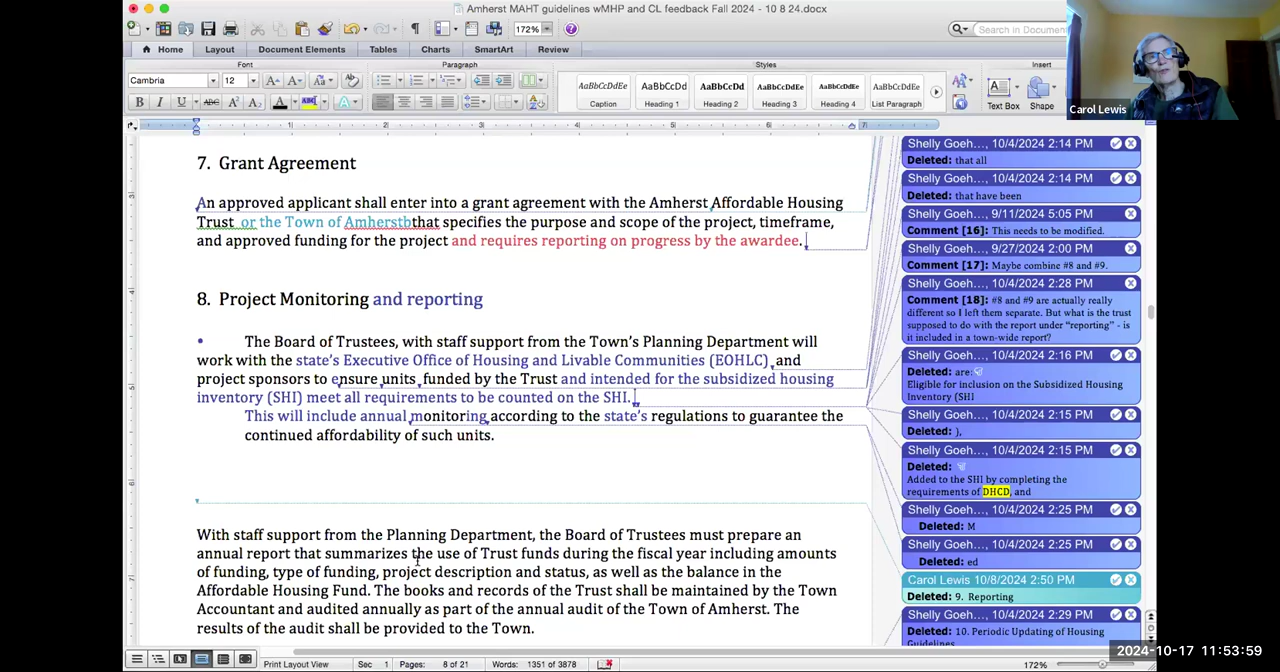 Amherst MAHT guidelines wMHP and CL feedback Fall 2024 - 10 8 24.docx
172%
Search in Document
Home Layout Document Elements Tables Charts SmartArt Review
Font Paragraph Styles Insert
Cambria 12
AaBbCcDdEe AaBbCcDd AaBbCcDd AaBbCcDdEe AaBbCcDdEe AaBbCcDdEe
Caption Heading 1 Heading 2 Heading 3 Heading 4 List Paragraph Text Box Shape
B I U ABC
Carol Lewis
1 2 3 4 5 6 7
7. Grant Agreement
An approved applicant shall enter into a grant agreement with the Amherst Affordable Housing
Trust or the Town of Amherstbthat specifies the purpose and scope of the project, timeframe,
and approved funding for the project and requires reporting on progress by the awardee.
8. Project Monitoring and reporting
• The Board of Trustees, with staff support from the Town's Planning Department will
work with the state's Executive Office of Housing and Livable Communities (EOHLC) and
project sponsors to ensure units funded by the Trust and intended for the subsidized housing
inventory (SHI) meet all requirements to be counted on the SHI.
This will include annual monitoring according to the state's regulations to guarantee the
continued affordability of such units.
With staff support from the Planning Department, the Board of Trustees must prepare an
annual report that summarizes the use of Trust funds during the fiscal year including amounts
of funding, type of funding, project description and status, as well as the balance in the
Affordable Housing Fund. The books and records of the Trust shall be maintained by the Town
Accountant and audited annually as part of the annual audit of the Town of Amherst. The
results of the audit shall be provided to the Town.
Shelly Goeh..., 10/4/2024 2:14 PM
Deleted: that all
Shelly Goeh..., 10/4/2024 2:14 PM
Deleted: that have been
Shelly Goeh..., 9/11/2024 5:05 PM
Comment [16]: This needs to be modified.
Shelly Goeh..., 9/27/2024 2:00 PM
Comment [17]: Maybe combine #8 and #9.
Shelly Goeh..., 10/4/2024 2:28 PM
Comment [18]: #8 and #9 are actually really
different so I left them separate. But what is the trust
supposed to do with the report under "reporting" - is
it included in a town-wide report?
Shelly Goeh..., 10/4/2024 2:16 PM
Deleted: are:
Eligible for inclusion on the Subsidized Housing
Inventory (SHI
Shelly Goeh..., 10/4/2024 2:15 PM
Deleted: ),
Shelly Goeh..., 10/4/2024 2:15 PM
Deleted:
Added to the SHI by completing the
requirements of DHCD, and
Shelly Goeh..., 10/4/2024 2:25 PM
Deleted: M
Shelly Goeh..., 10/4/2024 2:25 PM
Deleted: ed
Carol Lewis 10/8/2024 2:50 PM
Deleted: 9. Reporting
Shelly Goeh..., 10/4/2024 2:29 PM
Deleted: 10. Periodic Updating of Housing
Guidelines
2024-10-17 11:53:59
Print Layout View Sec 1 Pages: 8 of 21 Words: 1351 of 3878 172%